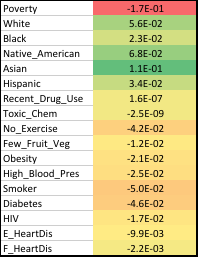 Poverty -1.7E-01
White 5.6E-02
Black 2.3E-02
Native_American 6.8E-02
Asian 1.1E-01
Hispanic 3.4E-02
Recent_Drug_Use 1.6E-07
Toxic_Chem -2.5E-09
No_Exercise -4.2E-02
Few_Fruit_Veg -1.2E-02
Obesity -2.1E-02
High_Blood_Pres -2.5E-02
Smoker -5.0E-02
Diabetes -4.6E-02
HIV -1.7E-02
E_HeartDis -9.9E-03
F_HeartDis -2.2E-03